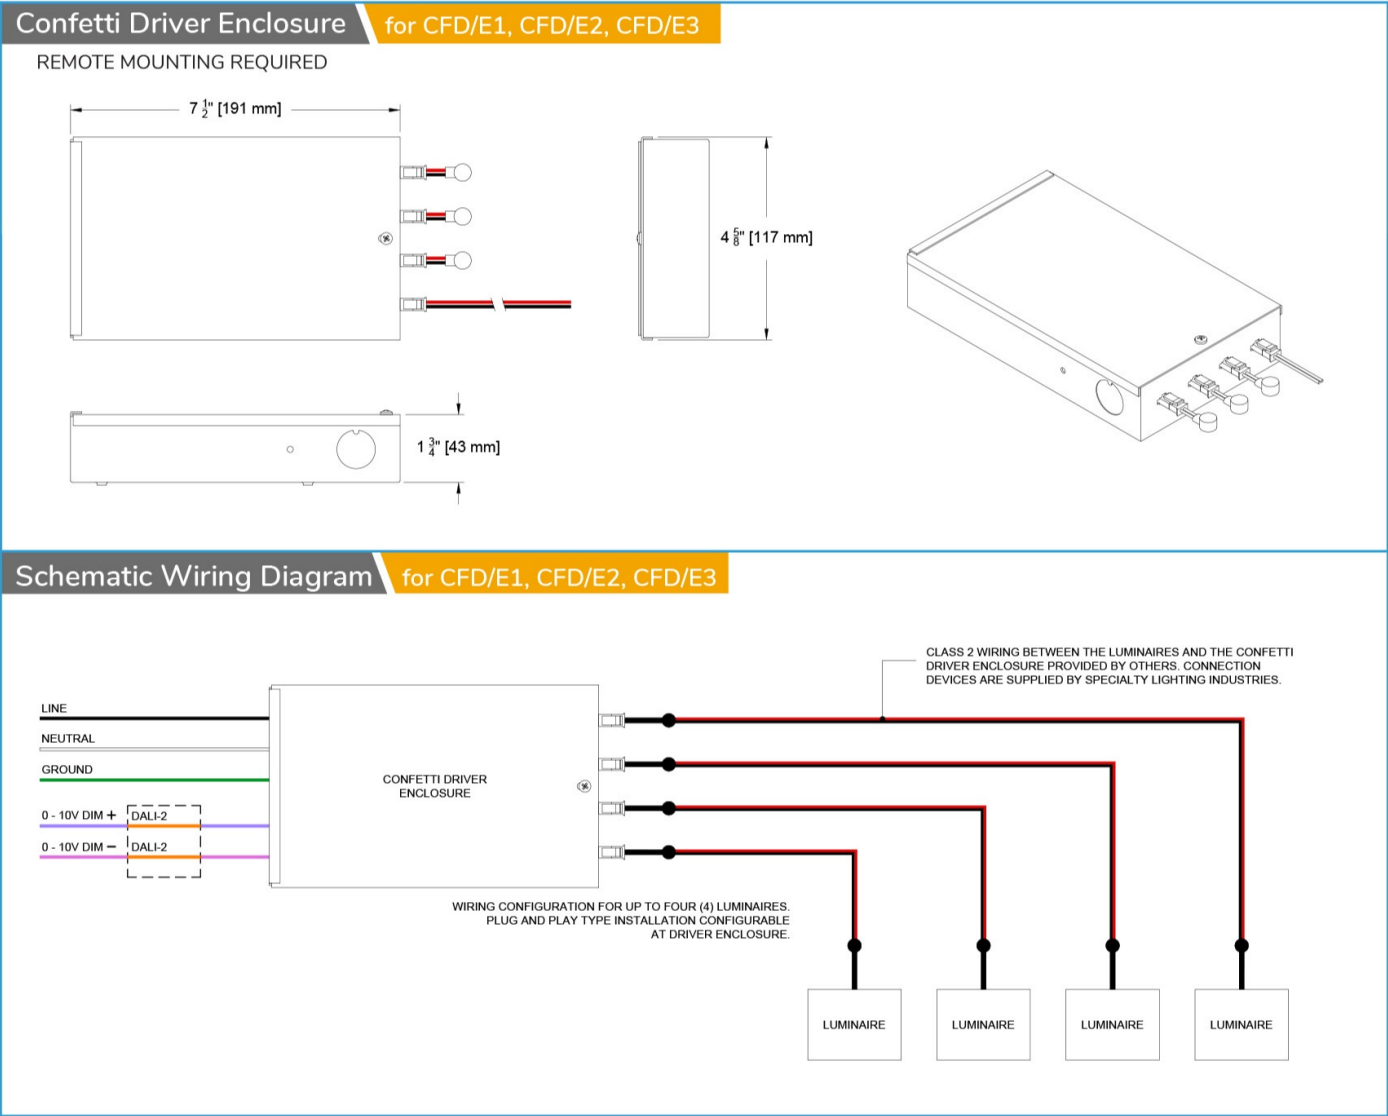 Confetti Driver Enclosure for CFD/E1, CFD/E2, CFD/E3
REMOTE MOUNTING REQUIRED
7 1/2" [191 mm]
4 5/8" [117 mm]
1 3/4" [43 mm]
Schematic Wiring Diagram for CFD/E1, CFD/E2, CFD/E3
CLASS 2 WIRING BETWEEN THE LUMINAIRES AND THE CONFETTI
DRIVER ENCLOSURE PROVIDED BY OTHERS. CONNECTION
DEVICES ARE SUPPLIED BY SPECIALTY LIGHTING INDUSTRIES.
LINE
NEUTRAL
GROUND
0 - 10V DIM + DALI-2
0 - 10V DIM − DALI-2
CONFETTI DRIVER
ENCLOSURE
WIRING CONFIGURATION FOR UP TO FOUR (4) LUMINAIRES.
PLUG AND PLAY TYPE INSTALLATION CONFIGURABLE
AT DRIVER ENCLOSURE.
LUMINAIRE LUMINAIRE LUMINAIRE LUMINAIRE